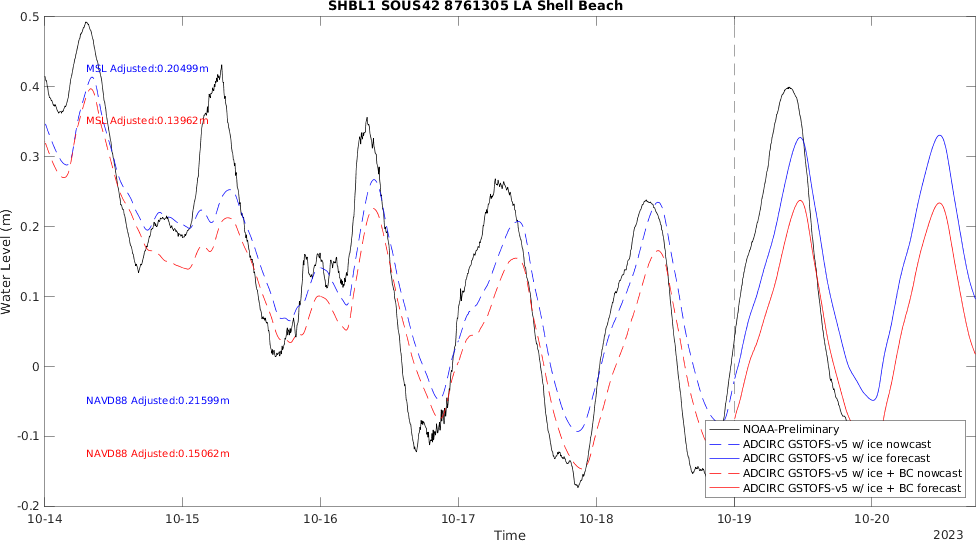 SHBL1 SOUS42 8761305 LA Shell Beach
0.5
0.4
0.3
0.2
0.1
0
-0.1
-0.2
Water Level (m)
MSL Adjusted:0.20499m
MSL Adjusted:0.13962m
NAVD88 Adjusted:0.21599m
NAVD88 Adjusted:0.15062m
NOAA-Preliminary
ADCIRC GSTOFS-v5 w/ ice nowcast
ADCIRC GSTOFS-v5 w/ ice forecast
ADCIRC GSTOFS-v5 w/ ice + BC nowcast
ADCIRC GSTOFS-v5 w/ ice + BC forecast
10-14 10-15 10-16 10-17 10-18 10-19 10-20
Time
2023